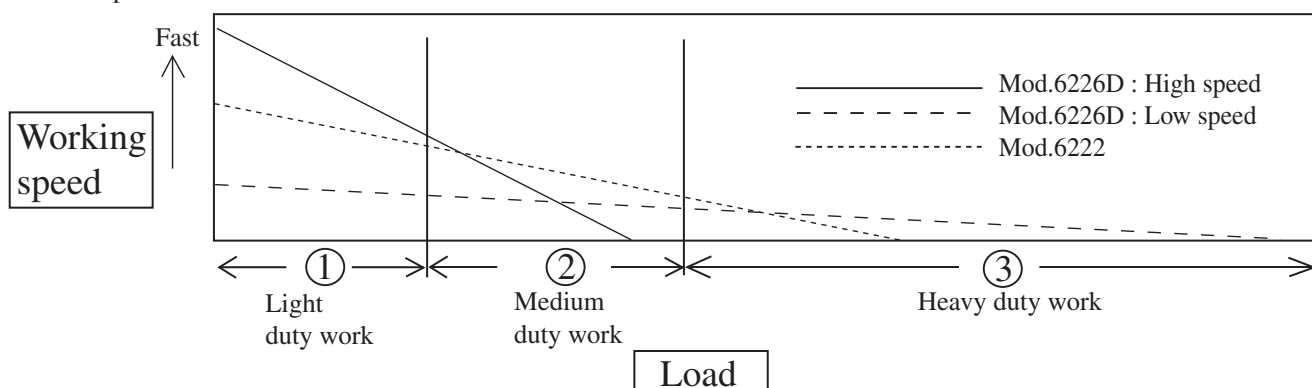 Fast
Working
speed
Mod.6226D : High speed
Mod.6226D : Low speed
Mod.6222
①
②
③
Light
duty work
Medium
duty work
Heavy duty work
Load